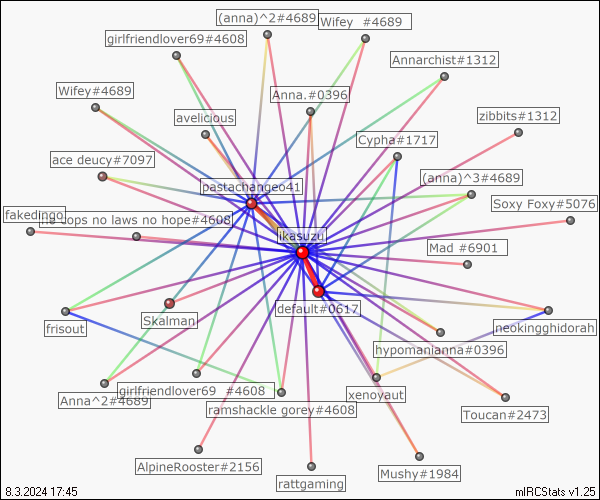 (anna)^2#4689
Wifey #4689
girlfriendlover69#4608
Annarchist#1312
Wifey#4689
Anna.#0396
avelicious
zibbits#1312
Cypha#1717
ace deucy#7097
(anna)^3#4689
pastachangeo41
Soxy Foxy#5076
fakedingo
ops no laws no hope#4608
ikasuzu
Mad #6901
default#0617
Skalman
frisout
neokingghidorah
hypomanianna#0396
girlfriendlover69 #4608
Anna^2#4689
xenoyaut
ramshackle gorey#4608
Toucan#2473
AlpineRooster#2156
Mushy#1984
rattgaming
8.3.2024 17:45
mIRCStats v1.25